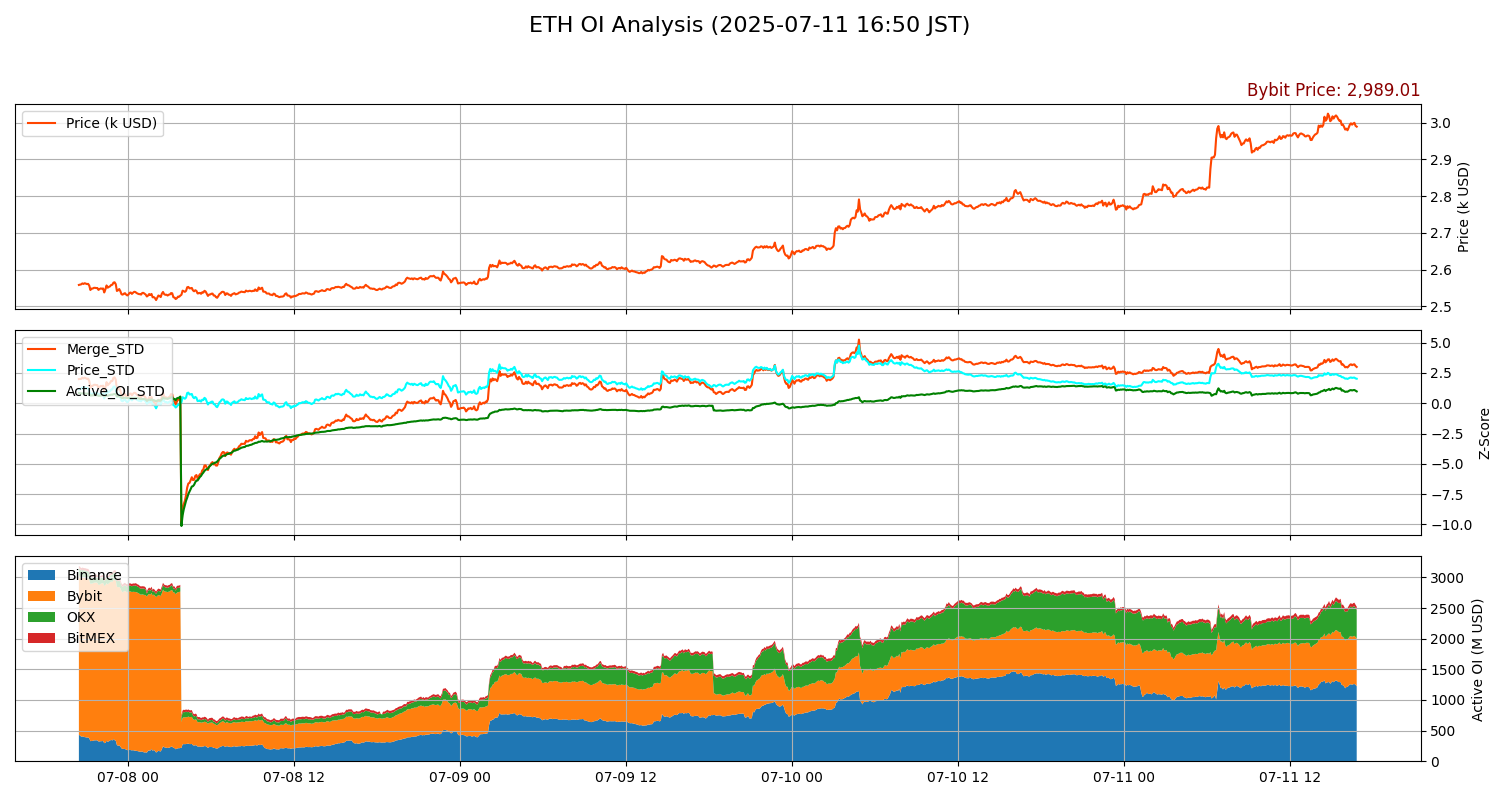 ETH OI Analysis (2025-07-11 16:50 JST)
Bybit Price: 2,989.01
Price (k USD)
3.0
2.9
2.8
2.7
2.6
2.5
Price (k USD)
Merge_STD
Price_STD
Active_OI_STD
5.0
2.5
0.0
−2.5
−5.0
−7.5
−10.0
Z-Score
Binance
Bybit
OKX
BitMEX
3000
2500
2000
1500
1000
500
0
Active OI (M USD)
07-08 00
07-08 12
07-09 00
07-09 12
07-10 00
07-10 12
07-11 00
07-11 12